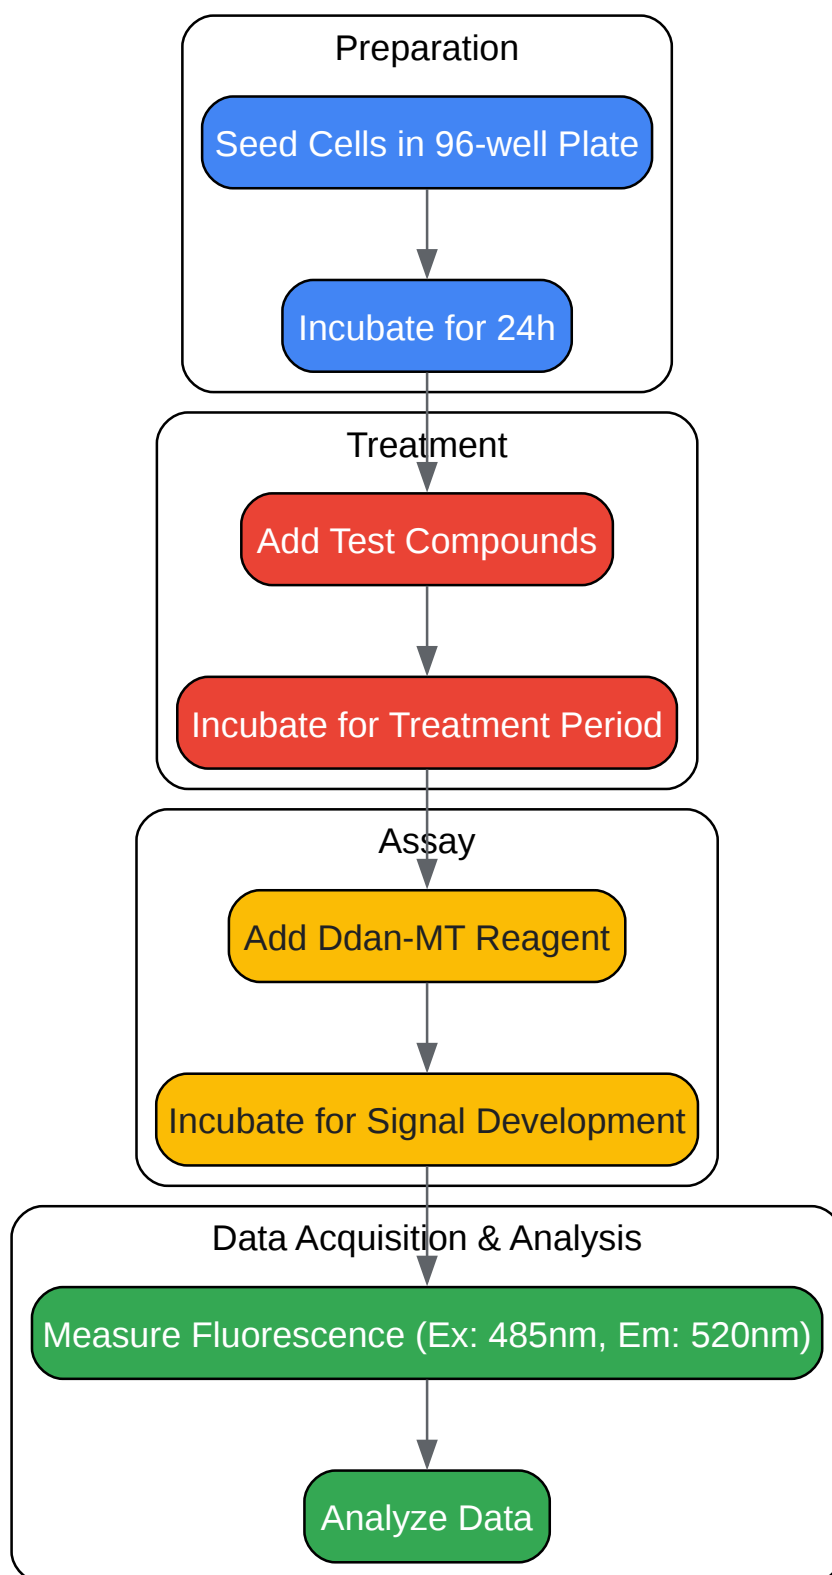 Preparation
Seed Cells in 96-well Plate
Incubate for 24h
Treatment
Add Test Compounds
Incubate for Treatment Period
Assay
Add Ddan-MT Reagent
Incubate for Signal Development
Data Acquisition & Analysis
Measure Fluorescence (Ex: 485nm, Em: 520nm)
Analyze Data